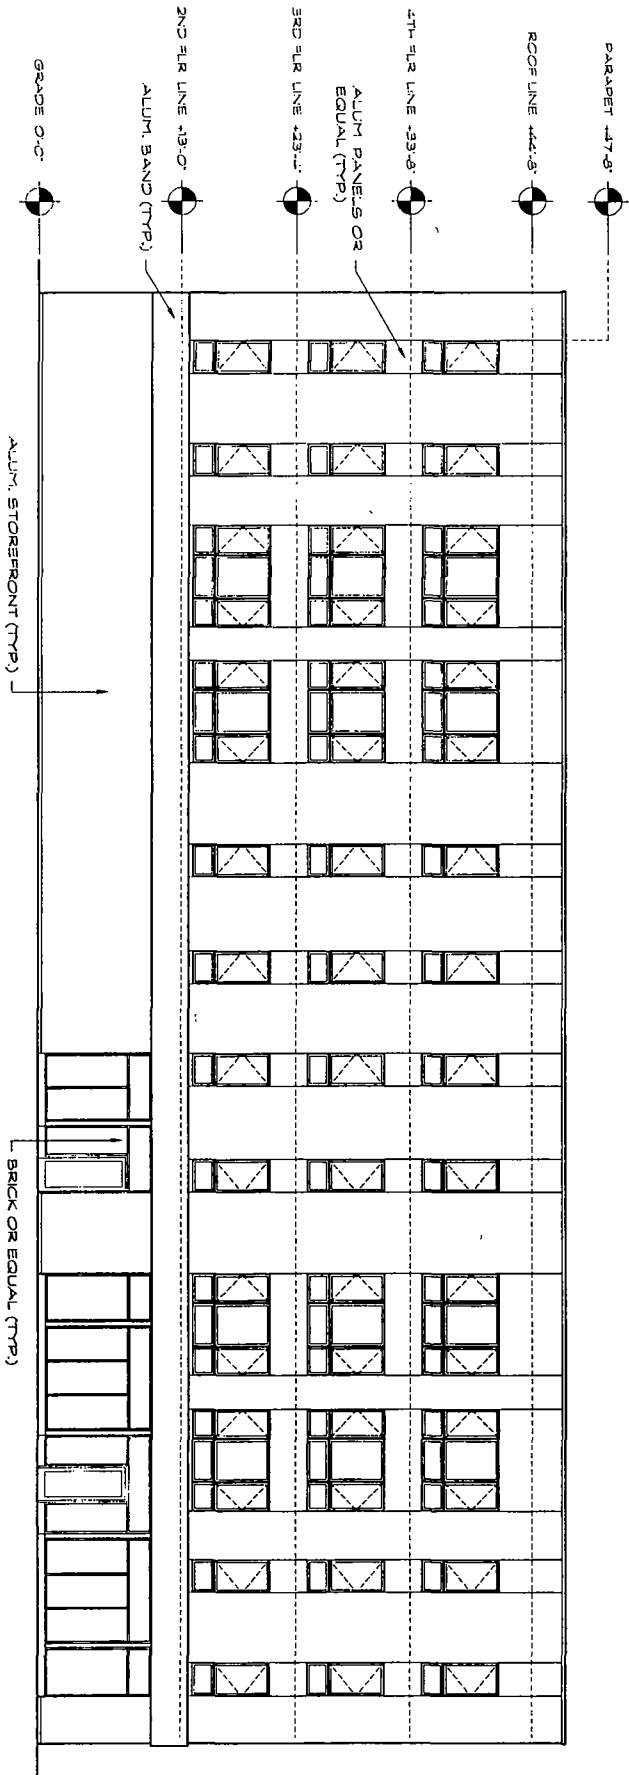 PARAPET +47'-8"
ROOF LINE +44'-8"
4TH FLR LINE +33'-8"
ALUM PANELS OR
EQUAL (TYP.)
3RD FLR LINE
2ND FLR LINE +13'-0"
ALUM. BAND (TYP.)
GRADE 0'-0"
ALUM. STOREFRONT (TYP.)
BRICK OR EQUAL (TYP.)